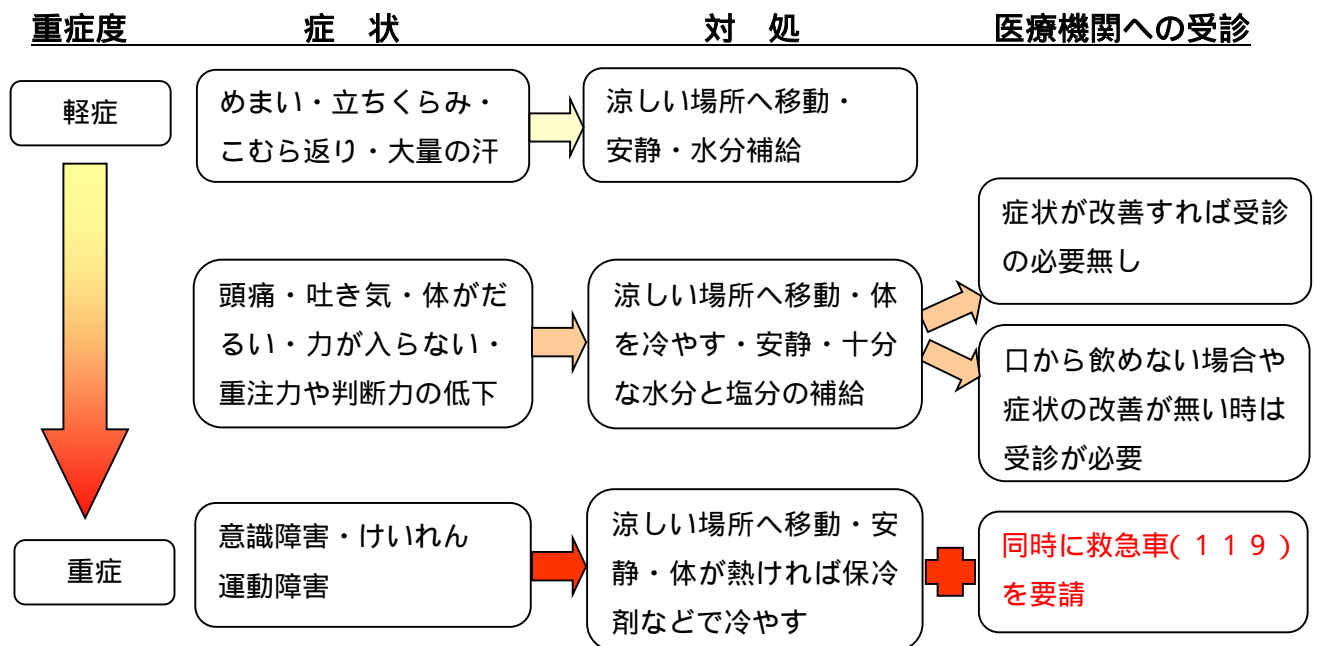 重症度 症 状 対 処 医療機関への受診
軽症
めまい・立ちくらみ・
こむら返り・大量の汗
涼しい場所へ移動・
安静・水分補給
頭痛・吐き気・体がだ
るい・力が入らない・
重注力や判断力の低下
涼しい場所へ移動・体
を冷やす・安静・十分
な水分と塩分の補給
症状が改善すれば受診
の必要無し
口から飲めない場合や
症状の改善が無い時は
受診が必要
重症
意識障害・けいれん
運動障害
涼しい場所へ移動・安
静・体が熱ければ保冷
剤などで冷やす
同時に救急車(１１９)
を要請